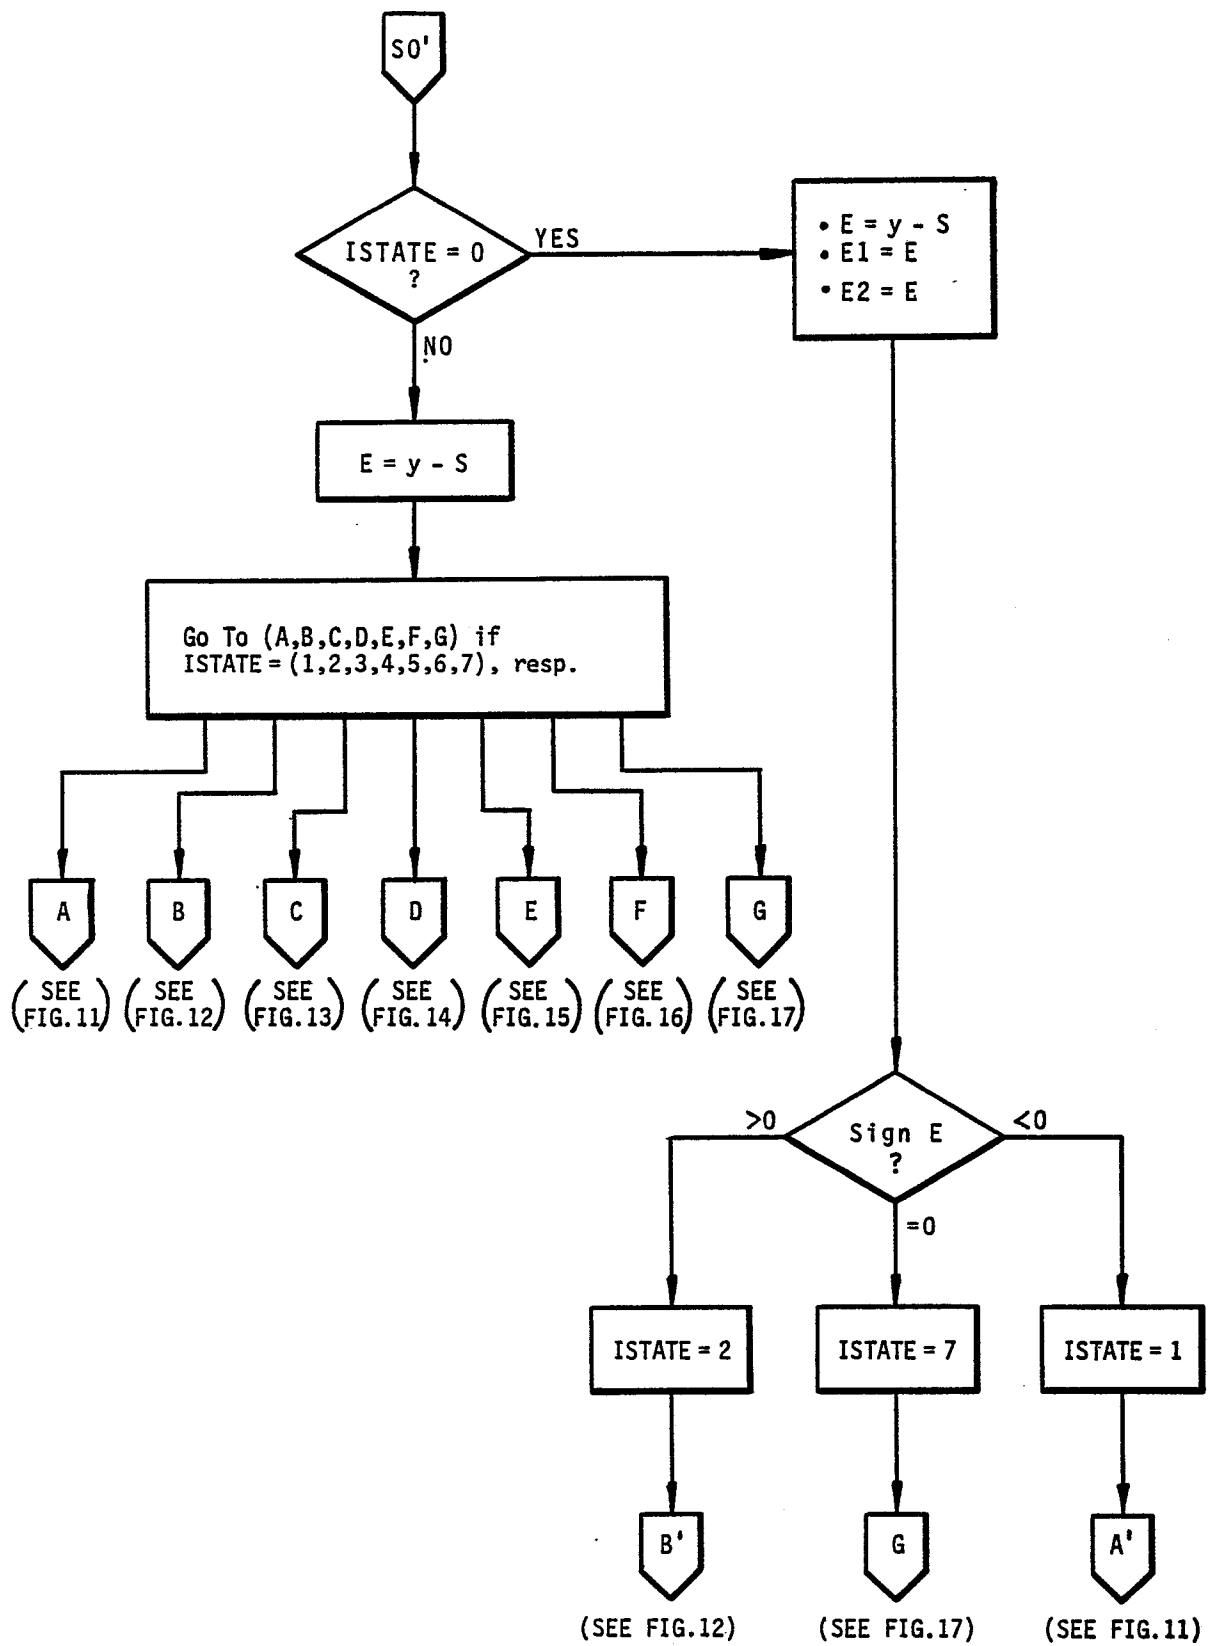 SO'
ISTATE = 0
?
YES
• E = y - S
• E1 = E
• E2 = E
NO
E = y - S
Go To (A,B,C,D,E,F,G) if
ISTATE = (1,2,3,4,5,6,7), resp.
A
B
C
D
E
F
G
(SEE
FIG.11)
(SEE
FIG.12)
(SEE
FIG.13)
(SEE
FIG.14)
(SEE
FIG.15)
(SEE
FIG.16)
(SEE
FIG.17)
>0
Sign E
?
<0
=0
ISTATE = 2
ISTATE = 7
ISTATE = 1
B'
G
A'
(SEE FIG.12)
(SEE FIG.17)
(SEE FIG.11)